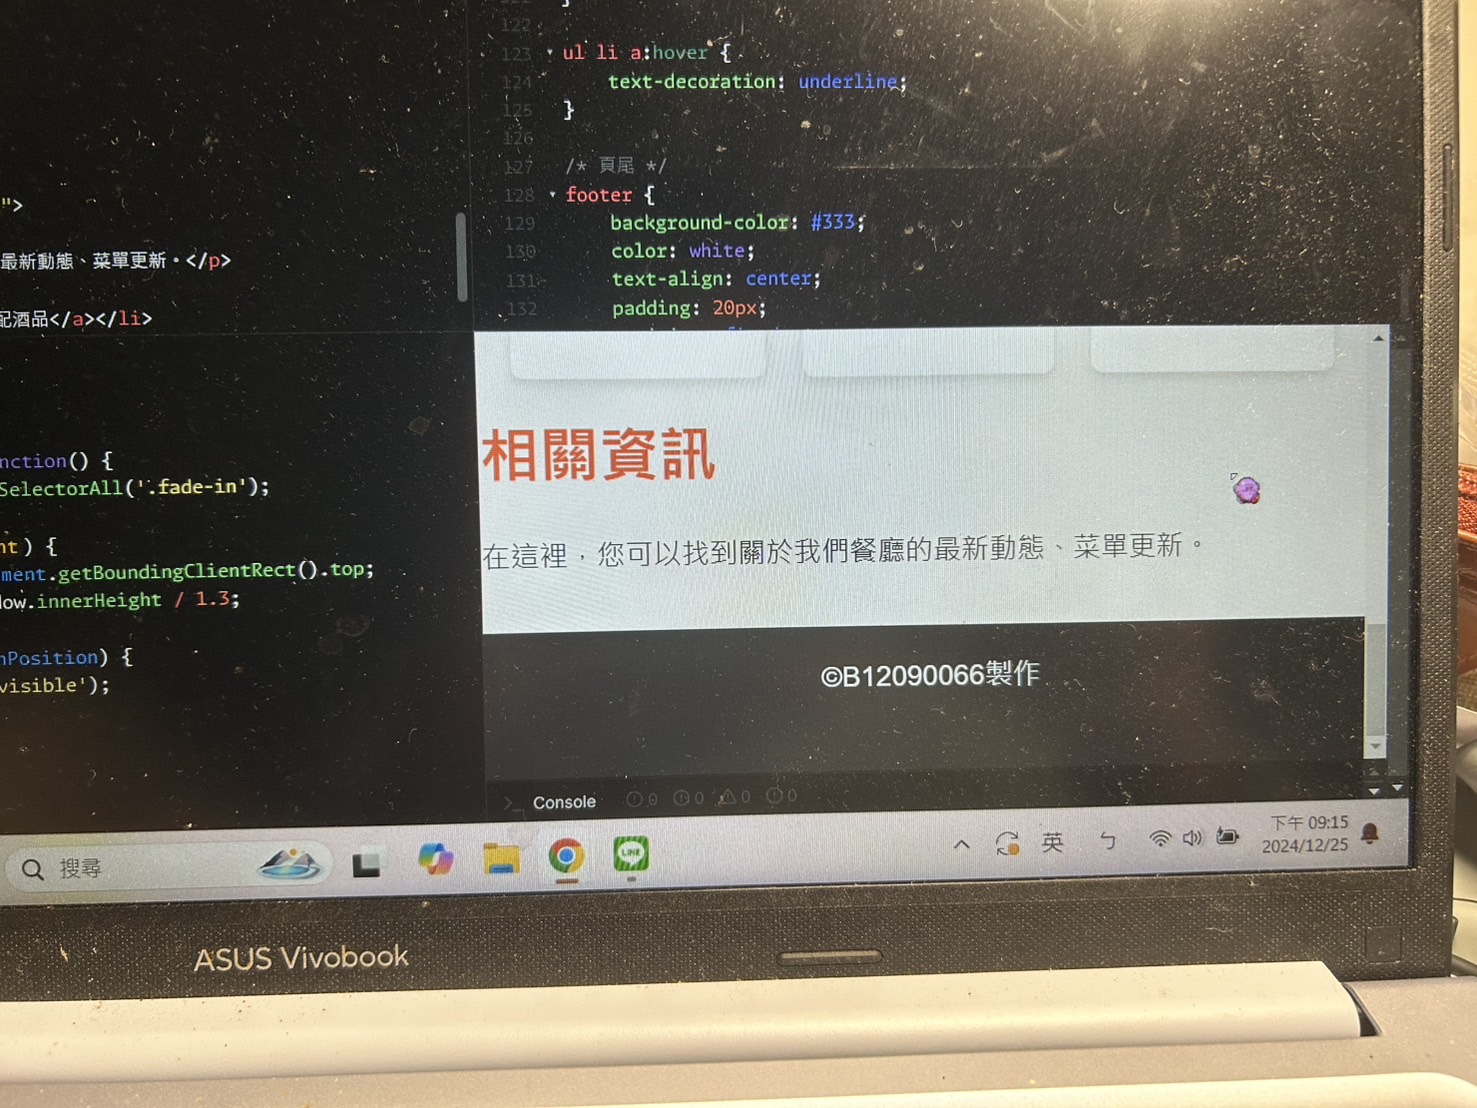 122
123 ul li a:hover {
124 text-decoration: underline;
125 }
126
127 /* 頁尾 */
128 footer {
129 background-color: #333;
130 color: white;
131 text-align: center;
132 padding: 20px;
">
最新動態、菜單更新。</p>
配酒品</a></li>
nction() {
SelectorAll('.fade-in');
nt) {
ment.getBoundingClientRect().top;
dow.innerHeight / 1.3;
nPosition) {
visible');
相關資訊
在這裡，您可以找到關於我們餐廳的最新動態、菜單更新。
©B12090066製作
Console 0 0 0 0
搜尋
LINE
英
ㄅ
下午 09:15
2024/12/25
ASUS Vivobook